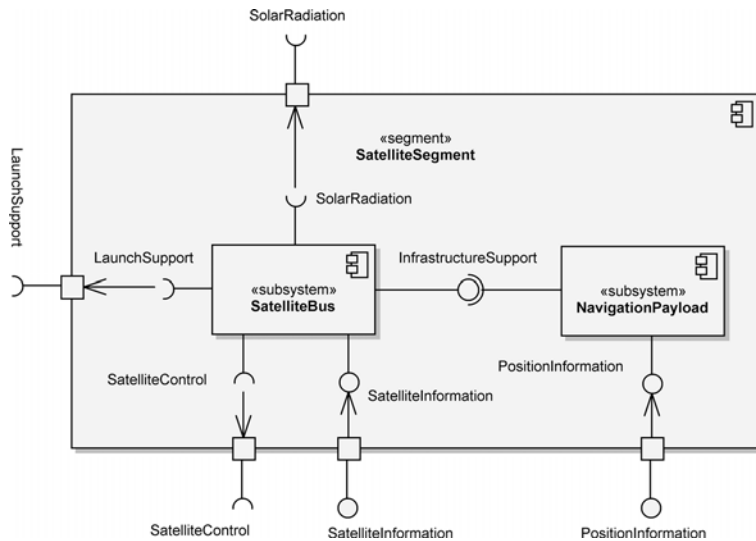 SolarRadiation
«segment»
SatelliteSegment
LaunchSupport
SolarRadiation
LaunchSupport
InfrastructureSupport
«subsystem»
SatelliteBus
«subsystem»
NavigationPayload
SatelliteControl
SatelliteInformation
PositionInformation
SatelliteControl
SatelliteInformation
PositionInformation